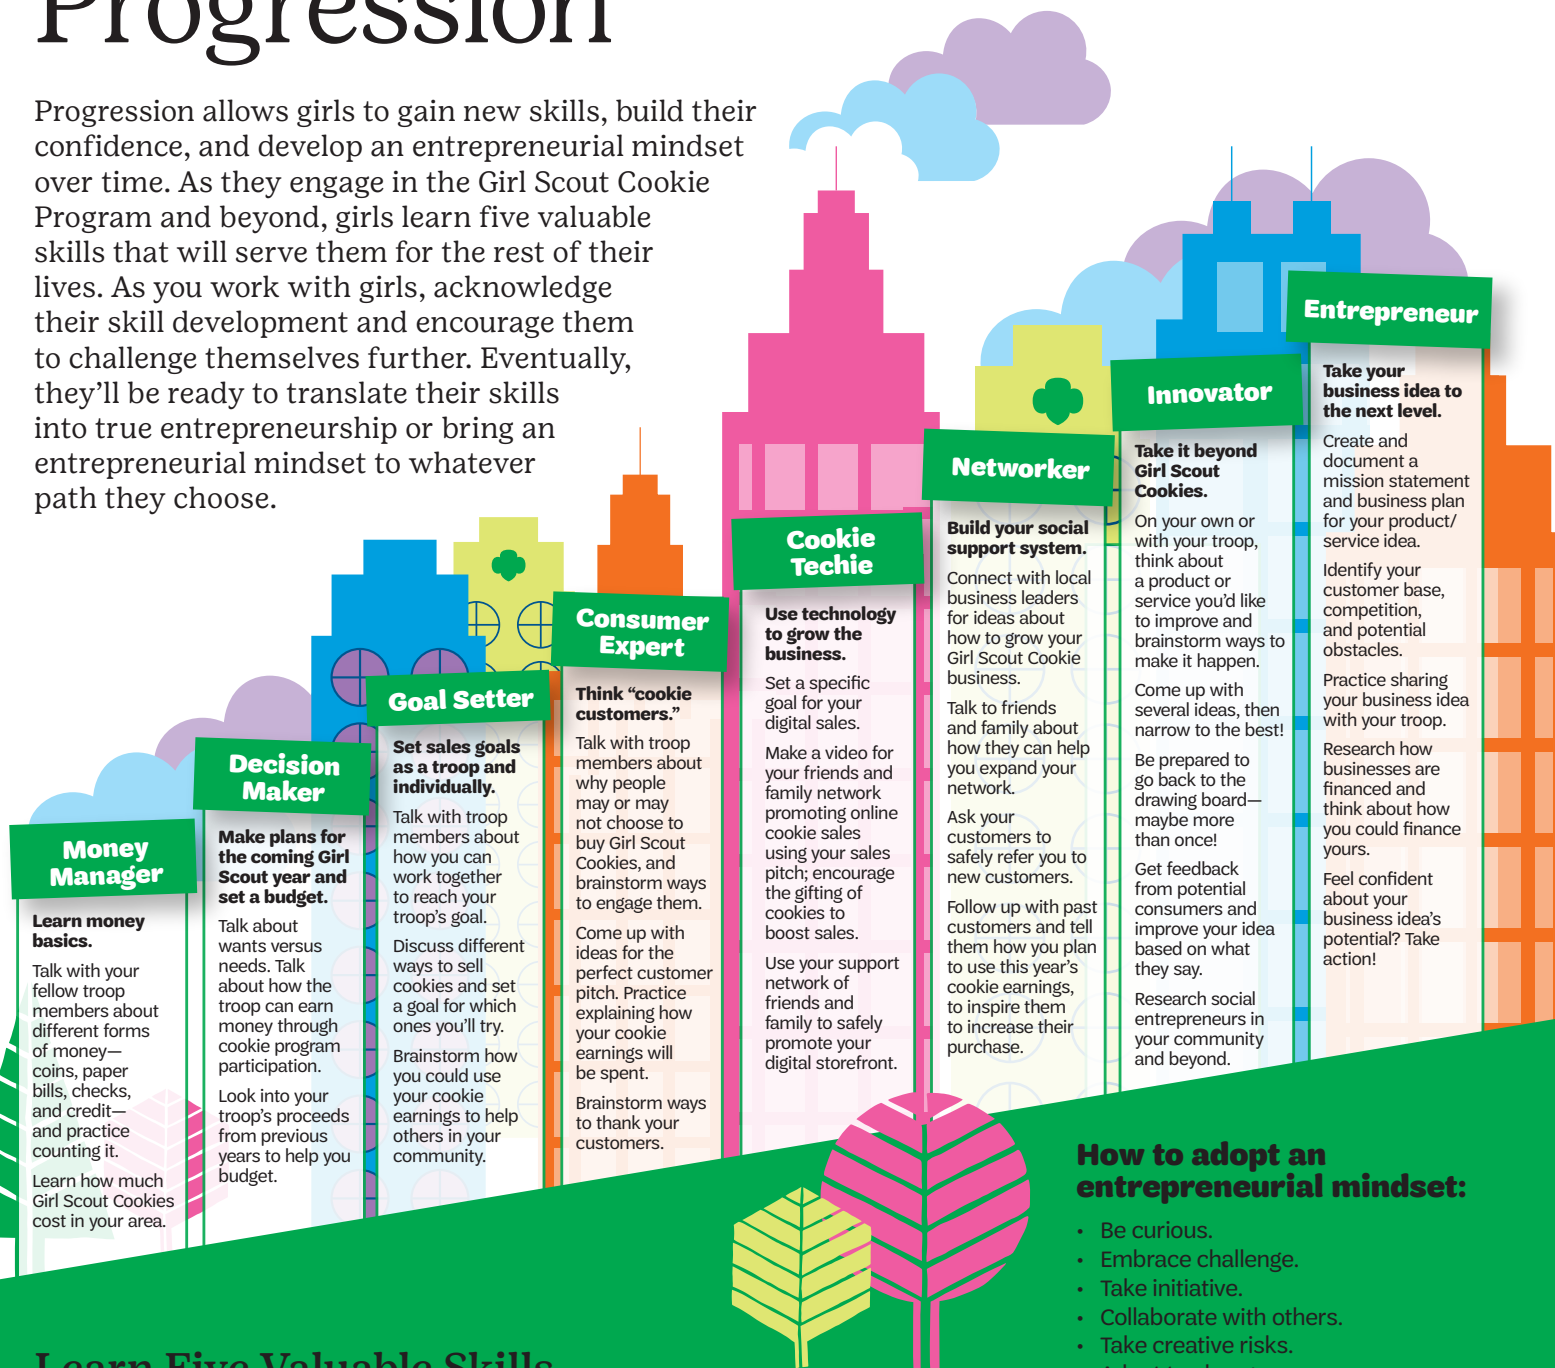 Progression
Progression allows girls to gain new skills, build their
confidence, and develop an entrepreneurial mindset
over time. As they engage in the Girl Scout Cookie
Program and beyond, girls learn five valuable
skills that will serve them for the rest of their
lives. As you work with girls, acknowledge
their skill development and encourage them
to challenge themselves further. Eventually,
they’ll be ready to translate their skills
into true entrepreneurship or bring an
entrepreneurial mindset to whatever
path they choose.
Money
Manager
Learn money
basics.
Talk with your
fellow troop
members about
different forms
of money—
coins, paper
bills, checks,
and credit—
and practice
counting it.
Learn how much
Girl Scout Cookies
cost in your area.
Decision
Maker
Make plans for
the coming Girl
Scout year and
set a budget.
Talk about
wants versus
needs. Talk
about how the
troop can earn
money through
cookie program
participation.
Look into your
troop’s proceeds
from previous
years to help you
budget.
Goal Setter
Set sales goals
as a troop and
individually.
Talk with troop
members about
how you can
work together
to reach your
troop’s goal.
Discuss different
ways to sell
cookies and set
a goal for which
ones you’ll try.
Brainstorm how
you could use
your cookie
earnings to help
others in your
community.
Consumer
Expert
Think “cookie
customers.”
Talk with troop
members about
why people
may or may
not choose to
buy Girl Scout
Cookies, and
brainstorm ways
to engage them.
Come up with
ideas for the
perfect customer
pitch. Practice
explaining how
your cookie
earnings will
be spent.
Brainstorm ways
to thank your
customers.
Cookie
Techie
Use technology
to grow the
business.
Set a specific
goal for your
digital sales.
Make a video for
your friends and
family network
promoting online
cookie sales
using your sales
pitch; encourage
the gifting of
cookies to
boost sales.
Use your support
network of
friends and
family to safely
promote your
digital storefront.
Networker
Build your social
support system.
Connect with local
business leaders
for ideas about
how to grow your
Girl Scout Cookie
business.
Talk to friends
and family about
how they can help
you expand your
network.
Ask your
customers to
safely refer you to
new customers.
Follow up with past
customers and tell
them how you plan
to use this year’s
cookie earnings,
to inspire them
to increase their
purchase.
Innovator
Take it beyond
Girl Scout
Cookies.
On your own or
with your troop,
think about
a product or
service you’d like
to improve and
brainstorm ways to
make it happen.
Come up with
several ideas, then
narrow to the best!
Be prepared to
go back to the
drawing board—
maybe more
than once!
Get feedback
from potential
consumers and
improve your idea
based on what
they say.
Research social
entrepreneurs in
your community
and beyond.
Entrepreneur
Take your
business idea to
the next level.
Create and
document a
mission statement
and business plan
for your product/
service idea.
Identify your
customer base,
competition,
and potential
obstacles.
Practice sharing
your business idea
with your troop.
Research how
businesses are
financed and
think about how
you could finance
yours.
Feel confident
about your
business idea’s
potential? Take
action!
How to adopt an
entrepreneurial mindset:
• Be curious.
• Embrace challenge.
• Take initiative.
• Collaborate with others.
• Take creative risks.
Learn Five Valuable Skills